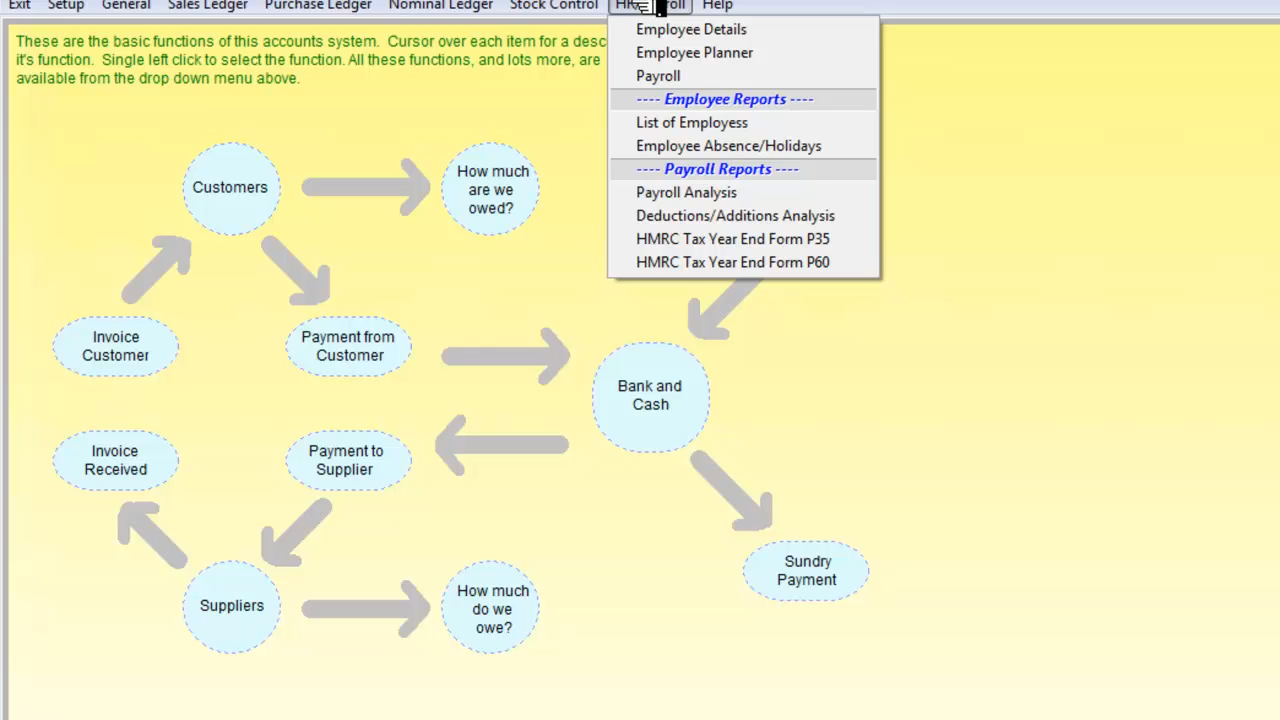 Exit Setup General Sales Ledger Purchase Ledger Nominal Ledger Stock Control Help
These are the basic functions of this accounts system. Cursor over each item for a
it's function. Single left click to select the function. All these functions, and lots more, are
available from the drop down menu above.
Employee Details
Employee Planner
Payroll
---- Employee Reports ----
List of Employess
Employee Absence/Holidays
---- Payroll Reports ----
Payroll Analysis
Deductions/Additions Analysis
HMRC Tax Year End Form P35
HMRC Tax Year End Form P60
Customers
How much
are we
owed?
Invoice
Customer
Payment from
Customer
Bank and
Cash
Invoice
Received
Payment to
Supplier
Sundry
Payment
Suppliers
How much
do we
owe?